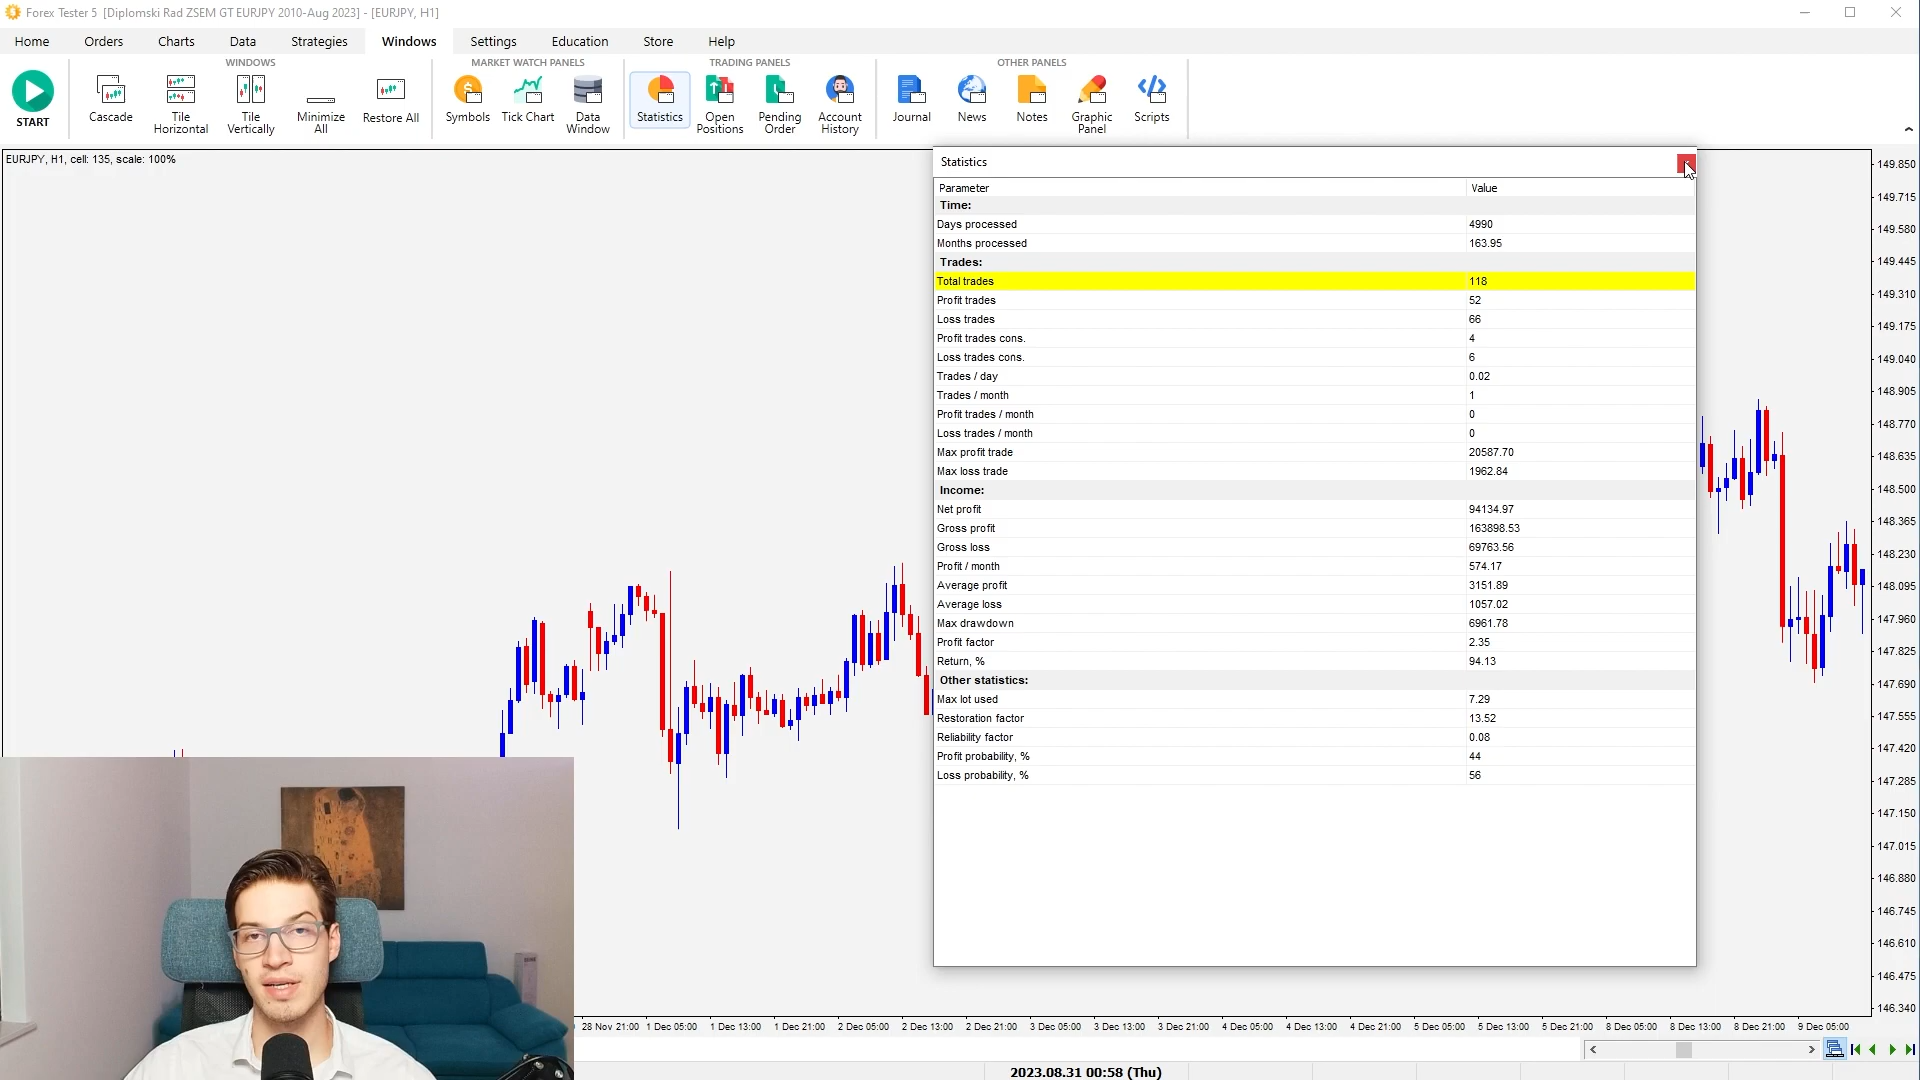 Forex Tester 5 [Diplomski Rad ZSEM GT EURJPY 2010-Aug 2023] - [EURJPY, H1]
Home Orders Charts Data Strategies Windows Settings Education Store Help
WINDOWS MARKET WATCH PANELS TRADING PANELS OTHER PANELS
START
Cascade
Tile Horizontal
Tile Vertically
Minimize All
Restore All
Symbols
Tick Chart
Data Window
Statistics
Open Positions
Pending Order
Account History
Journal
News
Notes
Graphic Panel
Scripts
EURJPY, H1, cell: 135, scale: 100%
Statistics
Parameter Value
Time:
Days processed 4990
Months processed 163.95
Trades:
Total trades 118
Profit trades 52
Loss trades 66
Profit trades cons. 4
Loss trades cons. 6
Trades / day 0.02
Trades / month 1
Profit trades / month 0
Loss trades / month 0
Max profit trade 20587.70
Max loss trade 1962.84
Income:
Net profit 94134.97
Gross profit 163898.53
Gross loss 69763.56
Profit / month 574.17
Average profit 3151.89
Average loss 1057.02
Max drawdown 6961.78
Profit factor 2.35
Return, % 94.13
Other statistics:
Max lot used 7.29
Restoration factor 13.52
Reliability factor 0.08
Profit probability, % 44
Loss probability, % 56
149.850
149.715
149.580
149.445
149.310
149.175
149.040
148.905
148.770
148.635
148.500
148.365
148.230
148.095
147.960
147.825
147.690
147.555
147.420
147.285
147.150
147.015
146.880
146.745
146.610
146.475
146.340
28 Nov 21:00 1 Dec 05:00 1 Dec 13:00 1 Dec 21:00 2 Dec 05:00 2 Dec 13:00 2 Dec 21:00 3 Dec 05:00 3 Dec 13:00 3 Dec 21:00 4 Dec 05:00 4 Dec 13:00 4 Dec 21:00 5 Dec 05:00 5 Dec 13:00 5 Dec 21:00 8 Dec 05:00 8 Dec 13:00 8 Dec 21:00 9 Dec 05:00
2023.08.31 00:58 (Thu)